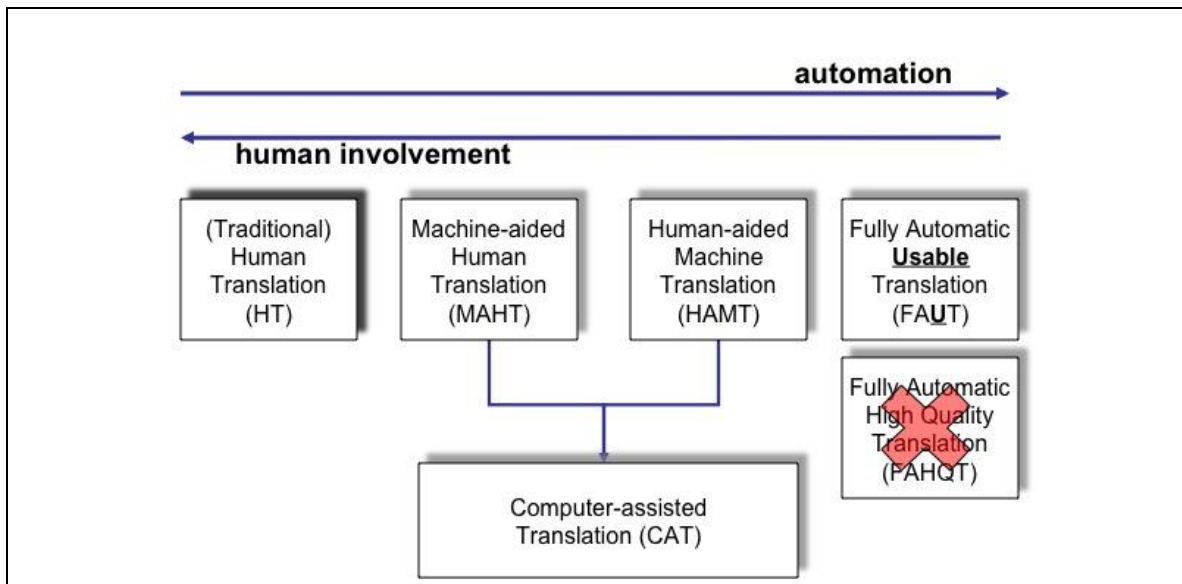 automation
human involvement
(Traditional)
Human
Translation
(HT)
Machine-aided
Human
Translation
(MAHT)
Human-aided
Machine
Translation
(HAMT)
Fully Automatic
Usable
Translation
(FAUT)
Fully Automatic
High Quality
Translation
(FAHQT)
Computer-assisted
Translation (CAT)